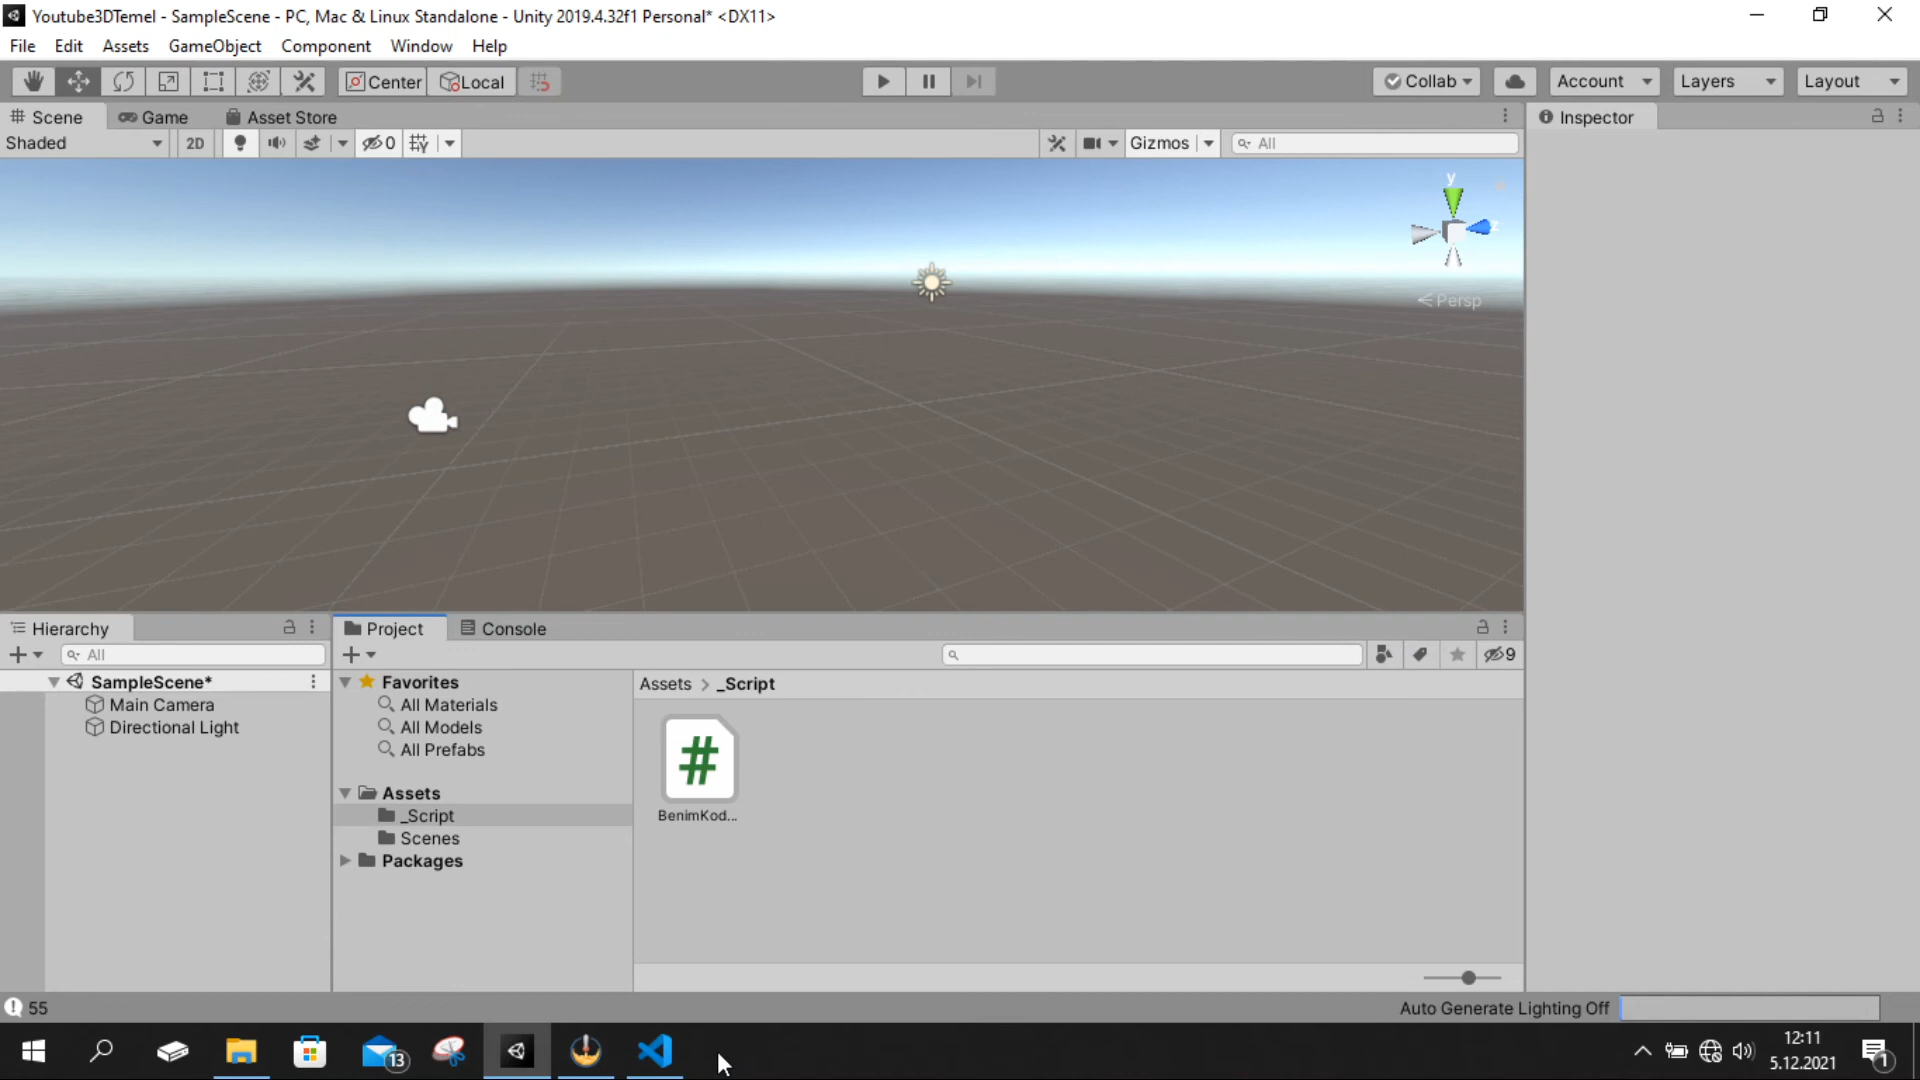 Youtube3DTemel - SampleScene - PC, Mac & Linux Standalone - Unity 2019.4.32f1 Personal* <DX11>
File Edit Assets GameObject Component Window Help
Center Local Collab Account Layers Layout
Scene Game Asset Store Inspector
Shaded 2D 0 Gizmos All
y
z
Persp
Hierarchy Project Console
All 9
SampleScene* Favorites Assets > _Script
Main Camera All Materials
Directional Light All Models
All Prefabs
Assets
_Script BenimKod...
Scenes
Packages
55 Auto Generate Lighting Off
13 12:11
5.12.2021 1